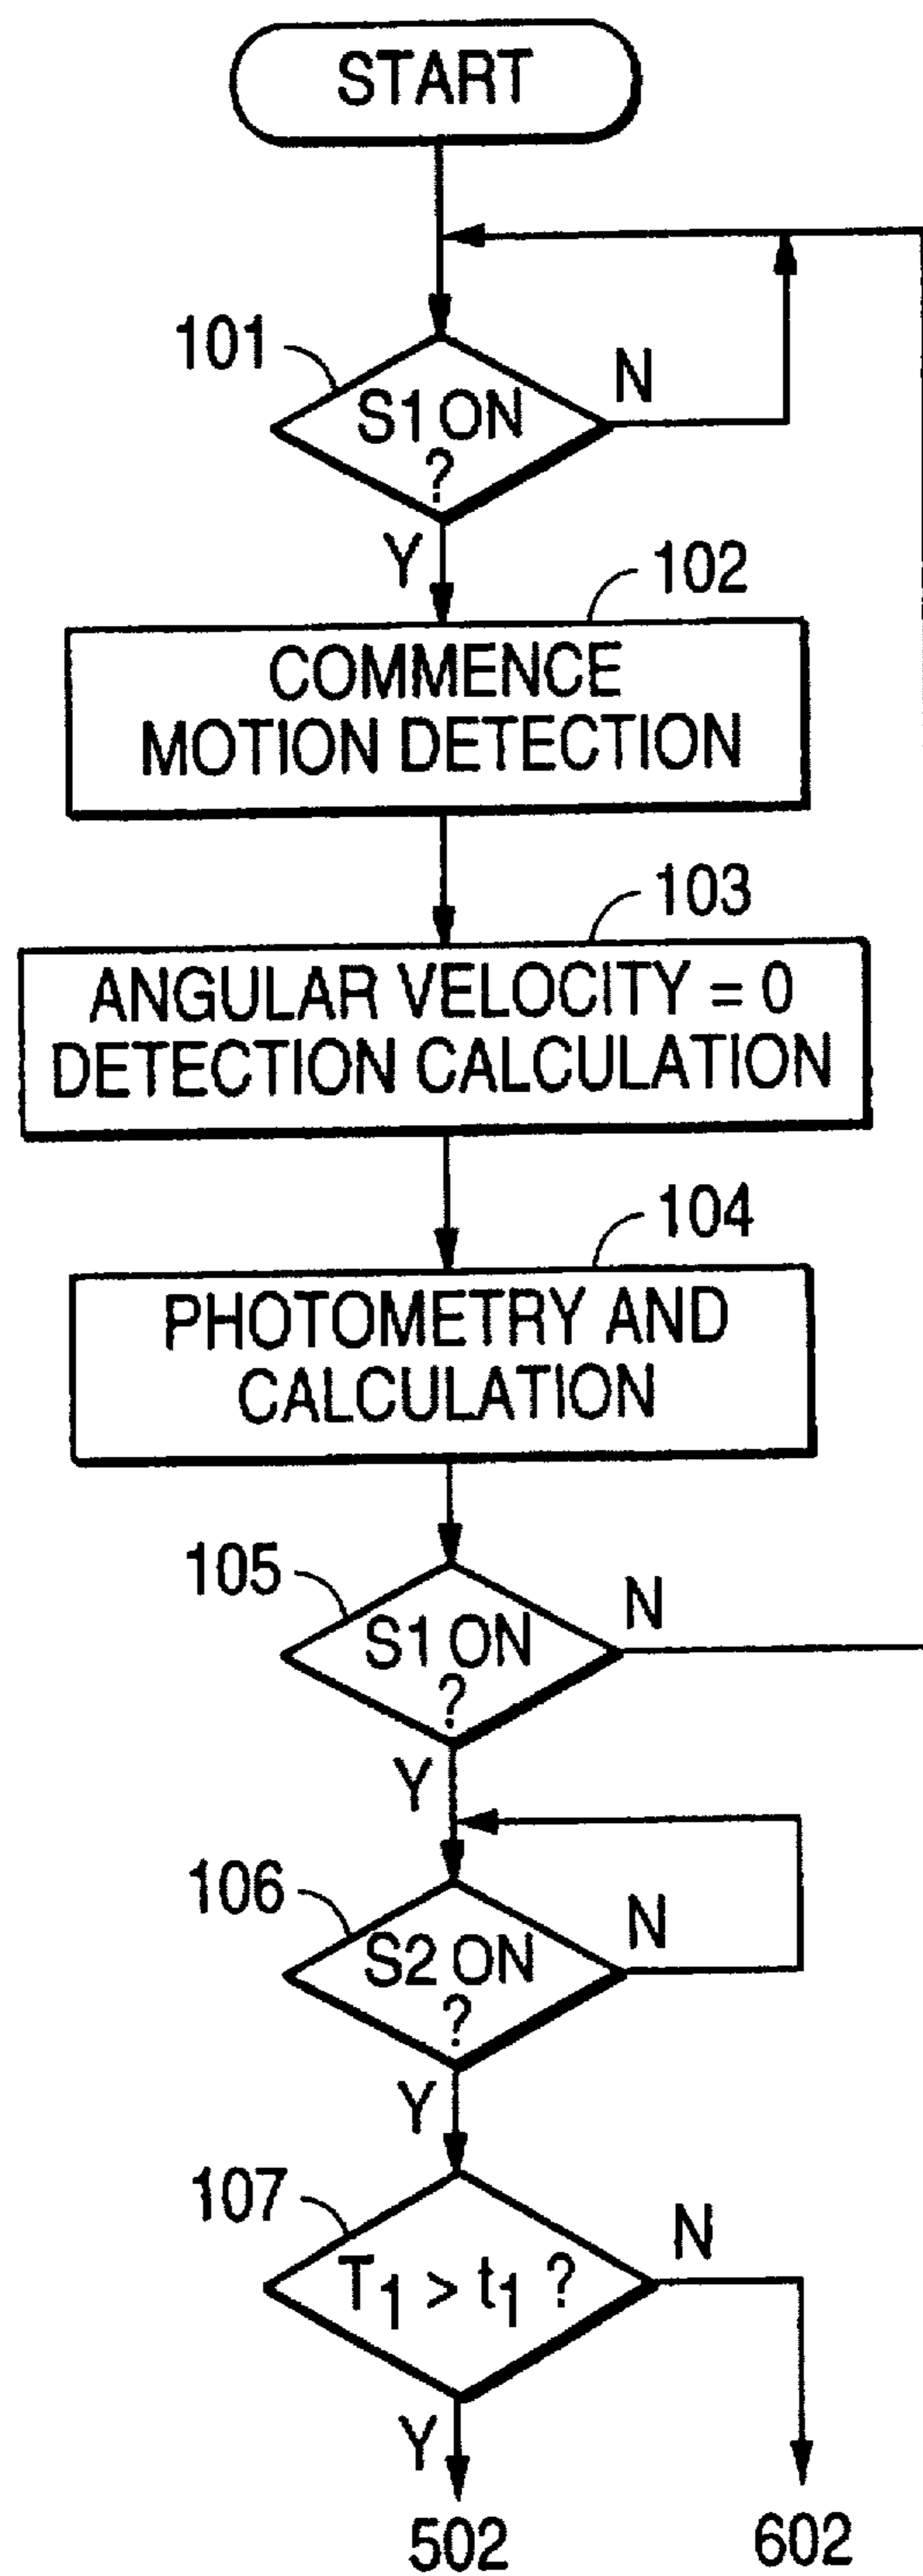 START
101
S1 ON
?
N
Y
102
COMMENCE
MOTION DETECTION
103
ANGULAR VELOCITY = 0
DETECTION CALCULATION
104
PHOTOMETRY AND
CALCULATION
105
S1 ON
?
N
Y
106
S2 ON
?
N
Y
107
T1 > t1 ?
N
Y
502
602